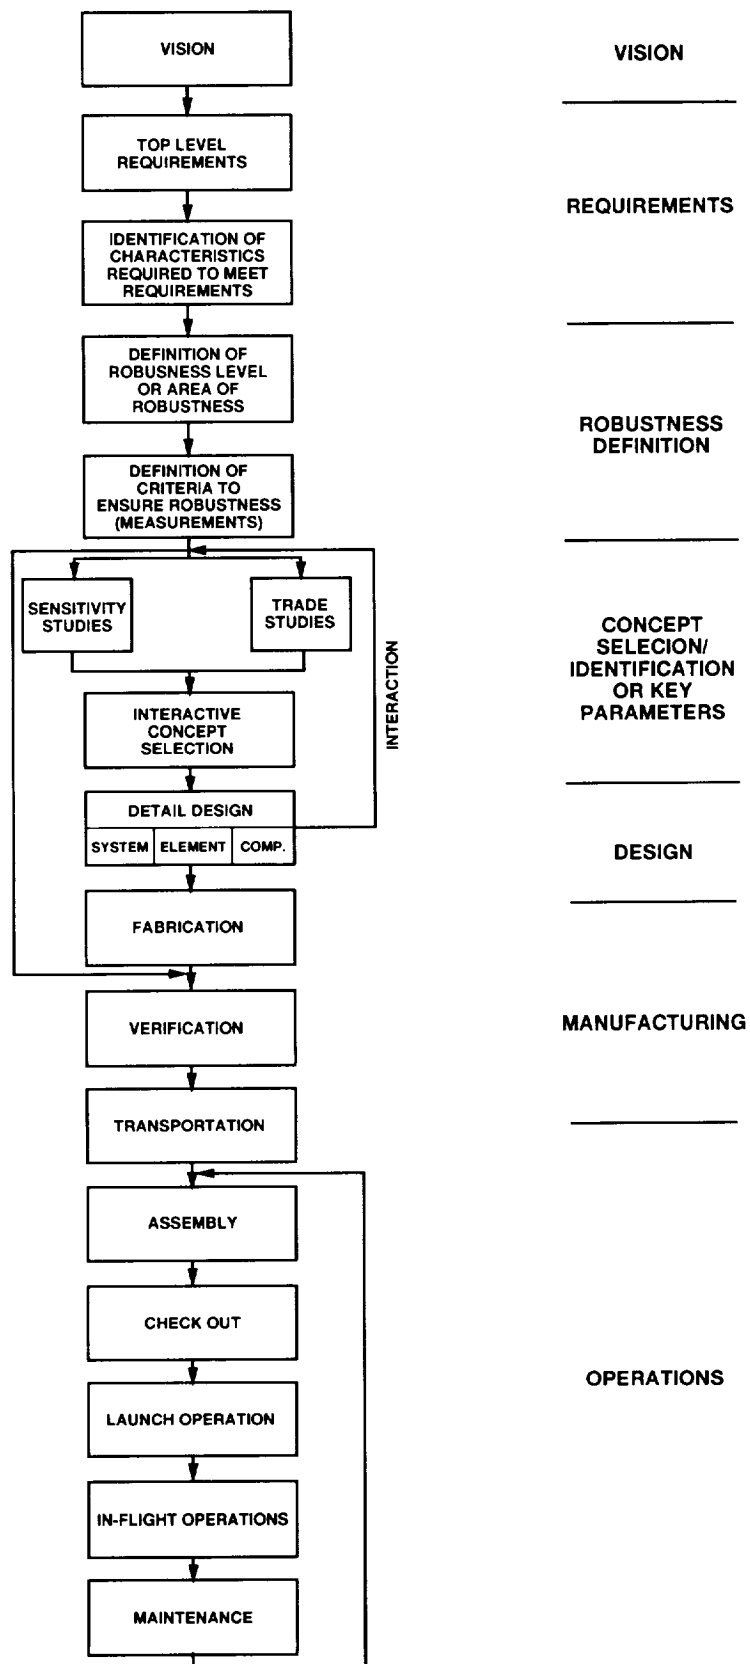 VISION
VISION
TOP LEVEL
REQUIREMENTS
REQUIREMENTS
IDENTIFICATION OF
CHARACTERISTICS
REQUIRED TO MEET
REQUIREMENTS
DEFINITION OF
ROBUSNESS LEVEL
OR AREA OF
ROBUSTNESS
ROBUSTNESS
DEFINITION
DEFINITION OF
CRITERIA TO
ENSURE ROBUSTNESS
(MEASUREMENTS)
SENSITIVITY
STUDIES
TRADE
STUDIES
CONCEPT
SELECION/
IDENTIFICATION
OR KEY
PARAMETERS
INTERACTION
INTERACTIVE
CONCEPT
SELECTION
DETAIL DESIGN
SYSTEM ELEMENT COMP.
DESIGN
FABRICATION
VERIFICATION
MANUFACTURING
TRANSPORTATION
ASSEMBLY
CHECK OUT
OPERATIONS
LAUNCH OPERATION
IN-FLIGHT OPERATIONS
MAINTENANCE